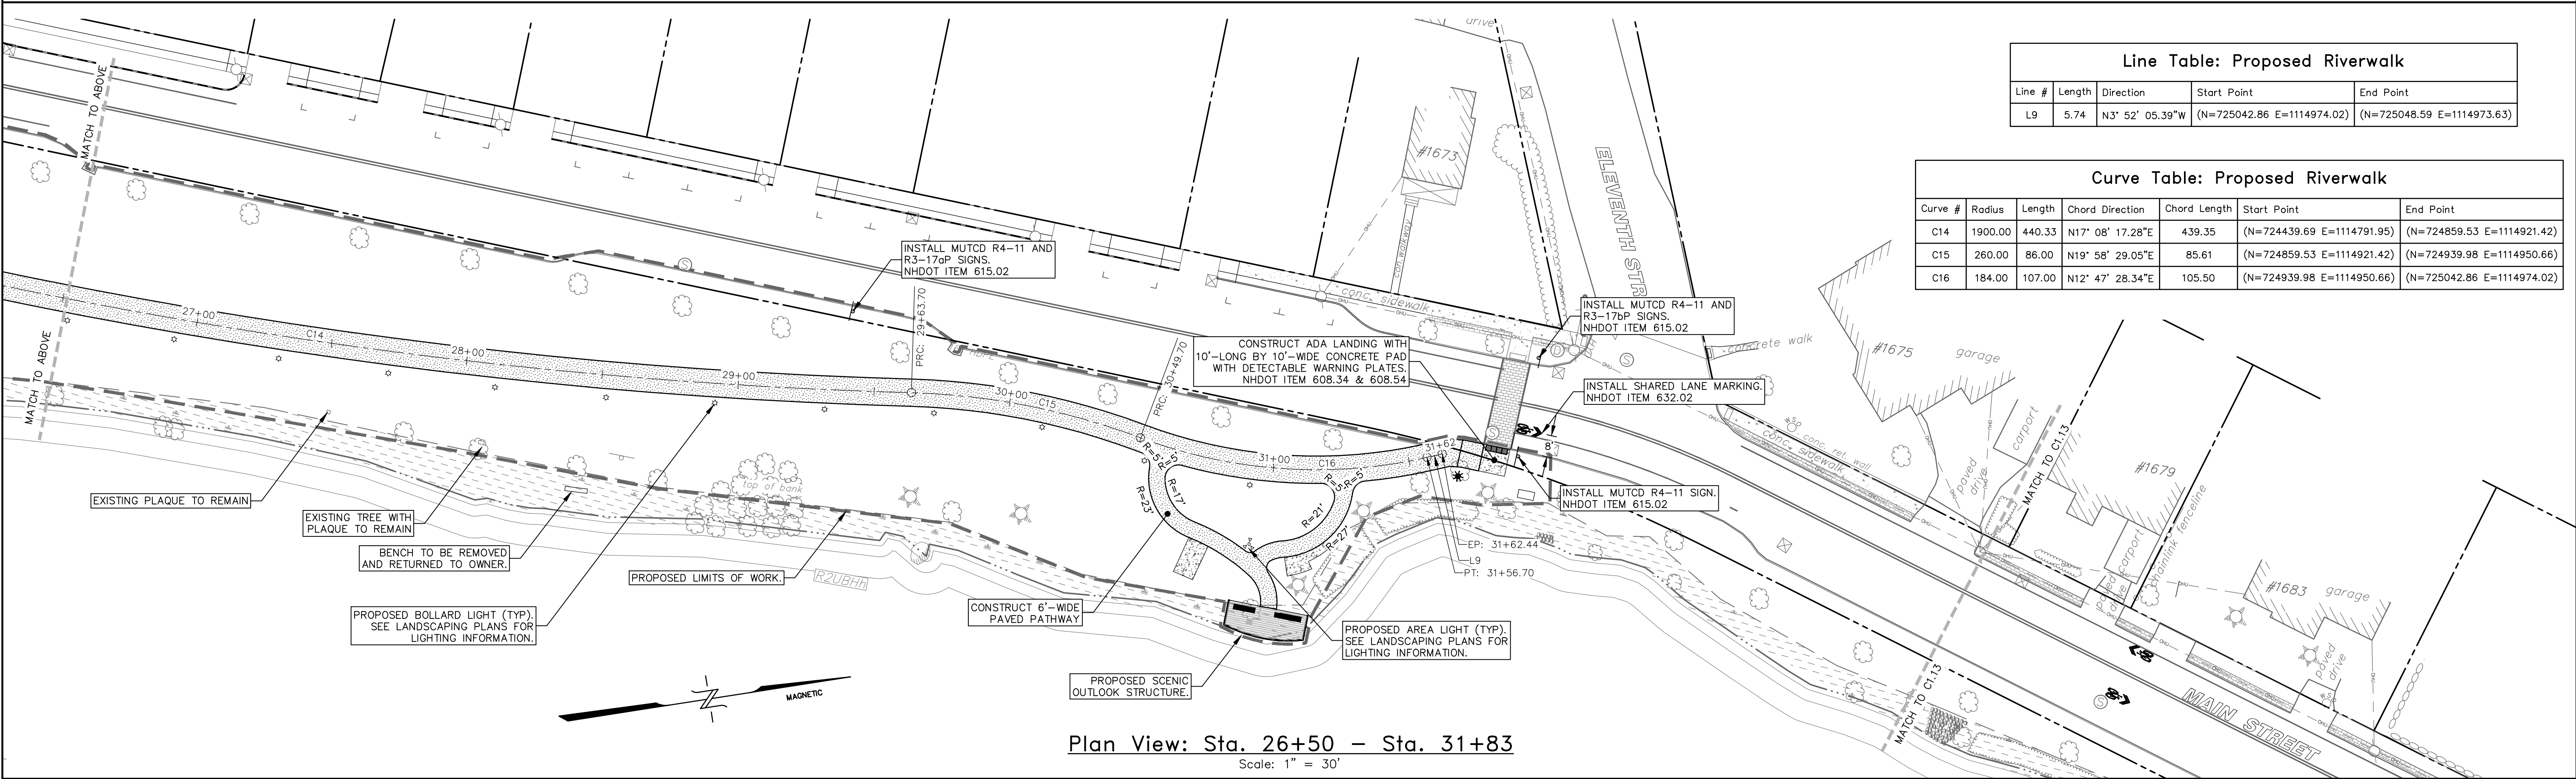 MATCH TO ABOVE
MATCH TO ABOVE
27+00
C14
28+00
29+00
PRC: 29+63.70
30+00
C15
PRC: 30+49.70
31+00
C16
31+62
INSTALL MUTCD R4-11 AND
R3-17aP SIGNS.
NHDOT ITEM 615.02
drive
#1673
con. walkway
conc. sidewalk
ELEVENTH STR
INSTALL MUTCD R4-11 AND
R3-17bP SIGNS.
NHDOT ITEM 615.02
CONSTRUCT ADA LANDING WITH
10'-LONG BY 10'-WIDE CONCRETE PAD
WITH DETECTABLE WARNING PLATES.
NHDOT ITEM 608.34 & 608.54
INSTALL SHARED LANE MARKING.
NHDOT ITEM 632.02
8'
INSTALL MUTCD R4-11 SIGN.
NHDOT ITEM 615.02
concrete walk
#1675
garage
conc. ret. wall
conc. sidewalk
carport
paved
drive
MATCH TO C1.13
#1679
paved carport
drive
chainlink fenceline
#1683
garage
paved
drive
MATCH TO C1.13
MAIN STREET
R=5'
R=5'
R=17'
R=23'
R=5'
R=5'
R=21'
R=27'
EP: 31+62.44
L9
PT: 31+56.70
EXISTING PLAQUE TO REMAIN
EXISTING TREE WITH
PLAQUE TO REMAIN
BENCH TO BE REMOVED
AND RETURNED TO OWNER.
PROPOSED BOLLARD LIGHT (TYP).
SEE LANDSCAPING PLANS FOR
LIGHTING INFORMATION.
top of bank
PROPOSED LIMITS OF WORK.
R2UBHh
CONSTRUCT 6'-WIDE
PAVED PATHWAY
PROPOSED SCENIC
OUTLOOK STRUCTURE.
PROPOSED AREA LIGHT (TYP).
SEE LANDSCAPING PLANS FOR
LIGHTING INFORMATION.
MAGNETIC
Plan View: Sta. 26+50 - Sta. 31+83
Scale: 1" = 30'
Line Table: Proposed Riverwalk
Line # Length Direction Start Point End Point
L9 5.74 N3° 52' 05.39"W (N=725042.86 E=1114974.02) (N=725048.59 E=1114973.63)
Curve Table: Proposed Riverwalk
Curve # Radius Length Chord Direction Chord Length Start Point End Point
C14 1900.00 440.33 N17° 08' 17.28"E 439.35 (N=724439.69 E=1114791.95) (N=724859.53 E=1114921.42)
C15 260.00 86.00 N19° 58' 29.05"E 85.61 (N=724859.53 E=1114921.42) (N=724939.98 E=1114950.66)
C16 184.00 107.00 N12° 47' 28.34"E 105.50 (N=724939.98 E=1114950.66) (N=725042.86 E=1114974.02)